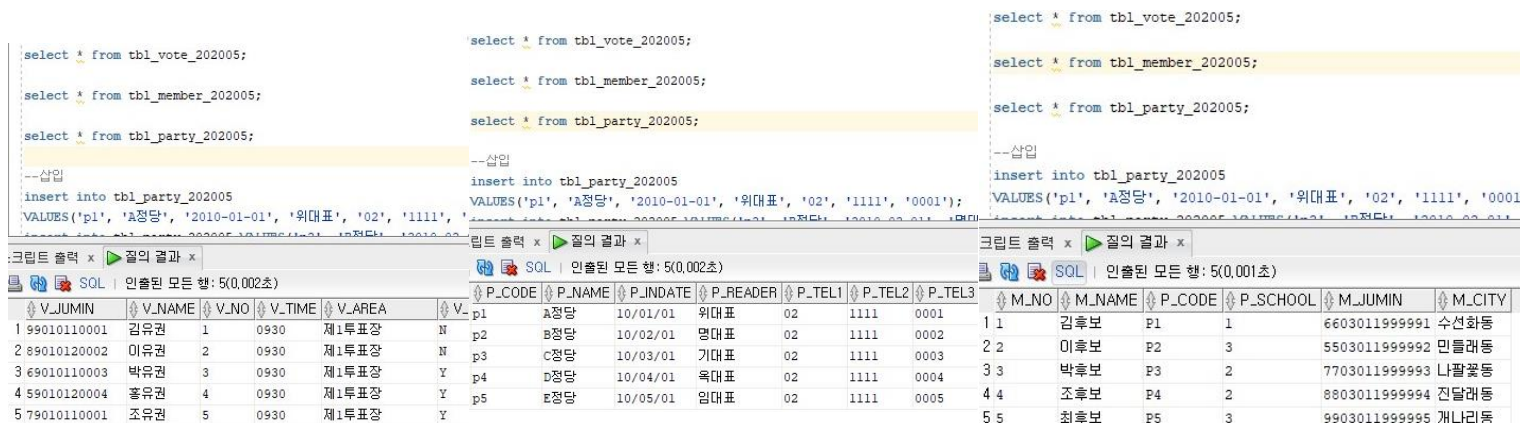 select * from tbl_vote_202005;
select * from tbl_member_202005;
select * from tbl_party_202005;
--삽입
insert into tbl_party_202005
VALUES('p1', 'A정당', '2010-01-01', '위대표', '02', '1111', '
크립트 출력 x 질의 결과 x
SQL | 인출된 모든 행: 5(0,002초)
V_JUMIN V_NAME V_NO V_TIME V_AREA V_
1 99010110001 김유권 1 0930 제1투표장 N
2 89010120002 이유권 2 0930 제1투표장 N
3 69010110003 박유권 3 0930 제1투표장 Y
4 59010120004 홍유권 4 0930 제1투표장 Y
5 79010110001 조유권 5 0930 제1투표장 Y
select * from tbl_vote_202005;
select * from tbl_member_202005;
select * from tbl_party_202005;
--삽입
insert into tbl_party_202005
VALUES('p1', 'A정당', '2010-01-01', '위대표', '02', '1111', '0001');
립트 출력 x 질의 결과 x
SQL | 인출된 모든 행: 5(0,002초)
P_CODE P_NAME P_INDATE P_READER P_TEL1 P_TEL2 P_TEL3
p1 A정당 10/01/01 위대표 02 1111 0001
p2 B정당 10/02/01 명대표 02 1111 0002
p3 C정당 10/03/01 기대표 02 1111 0003
p4 D정당 10/04/01 옥대표 02 1111 0004
p5 E정당 10/05/01 임대표 02 1111 0005
select * from tbl_vote_202005;
select * from tbl_member_202005;
select * from tbl_party_202005;
--삽입
insert into tbl_party_202005
VALUES('p1', 'A정당', '2010-01-01', '위대표', '02', '1111', '0001
크립트 출력 x 질의 결과 x
SQL | 인출된 모든 행: 5(0,001초)
M_NO M_NAME P_CODE P_SCHOOL M_JUMIN M_CITY
1 1 김후보 P1 1 6603011999991 수선화동
2 2 이후보 P2 3 5503011999992 민들래동
3 3 박후보 P3 2 7703011999993 나팔꽃동
4 4 조후보 P4 2 8803011999994 진달래동
5 5 최후보 P5 3 9903011999995 개나리동